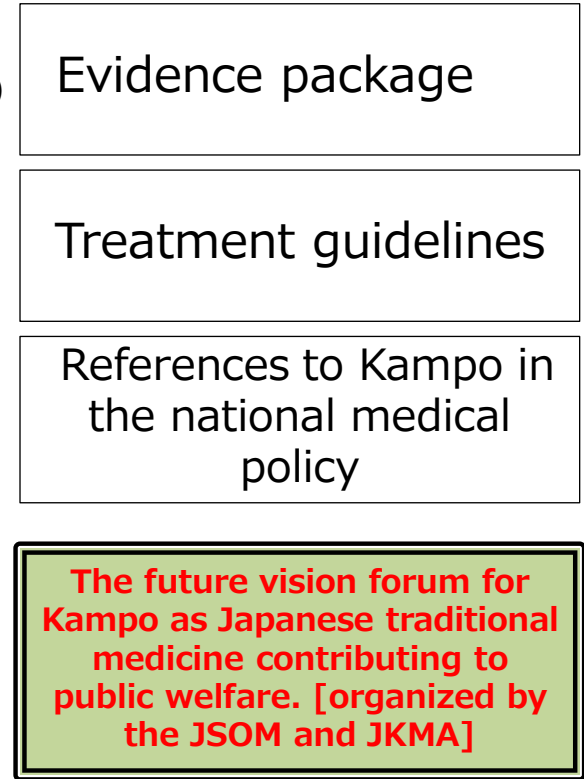 )
Evidence package
Treatment guidelines
References to Kampo in
the national medical
policy
The future vision forum for
Kampo as Japanese traditional
medicine contributing to
public welfare. [organized by
the JSOM and JKMA]